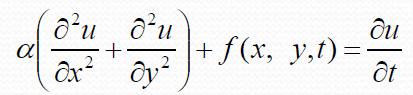 α(∂²u/∂x² + ∂²u/∂y²) + f(x, y,t) = ∂u/∂t